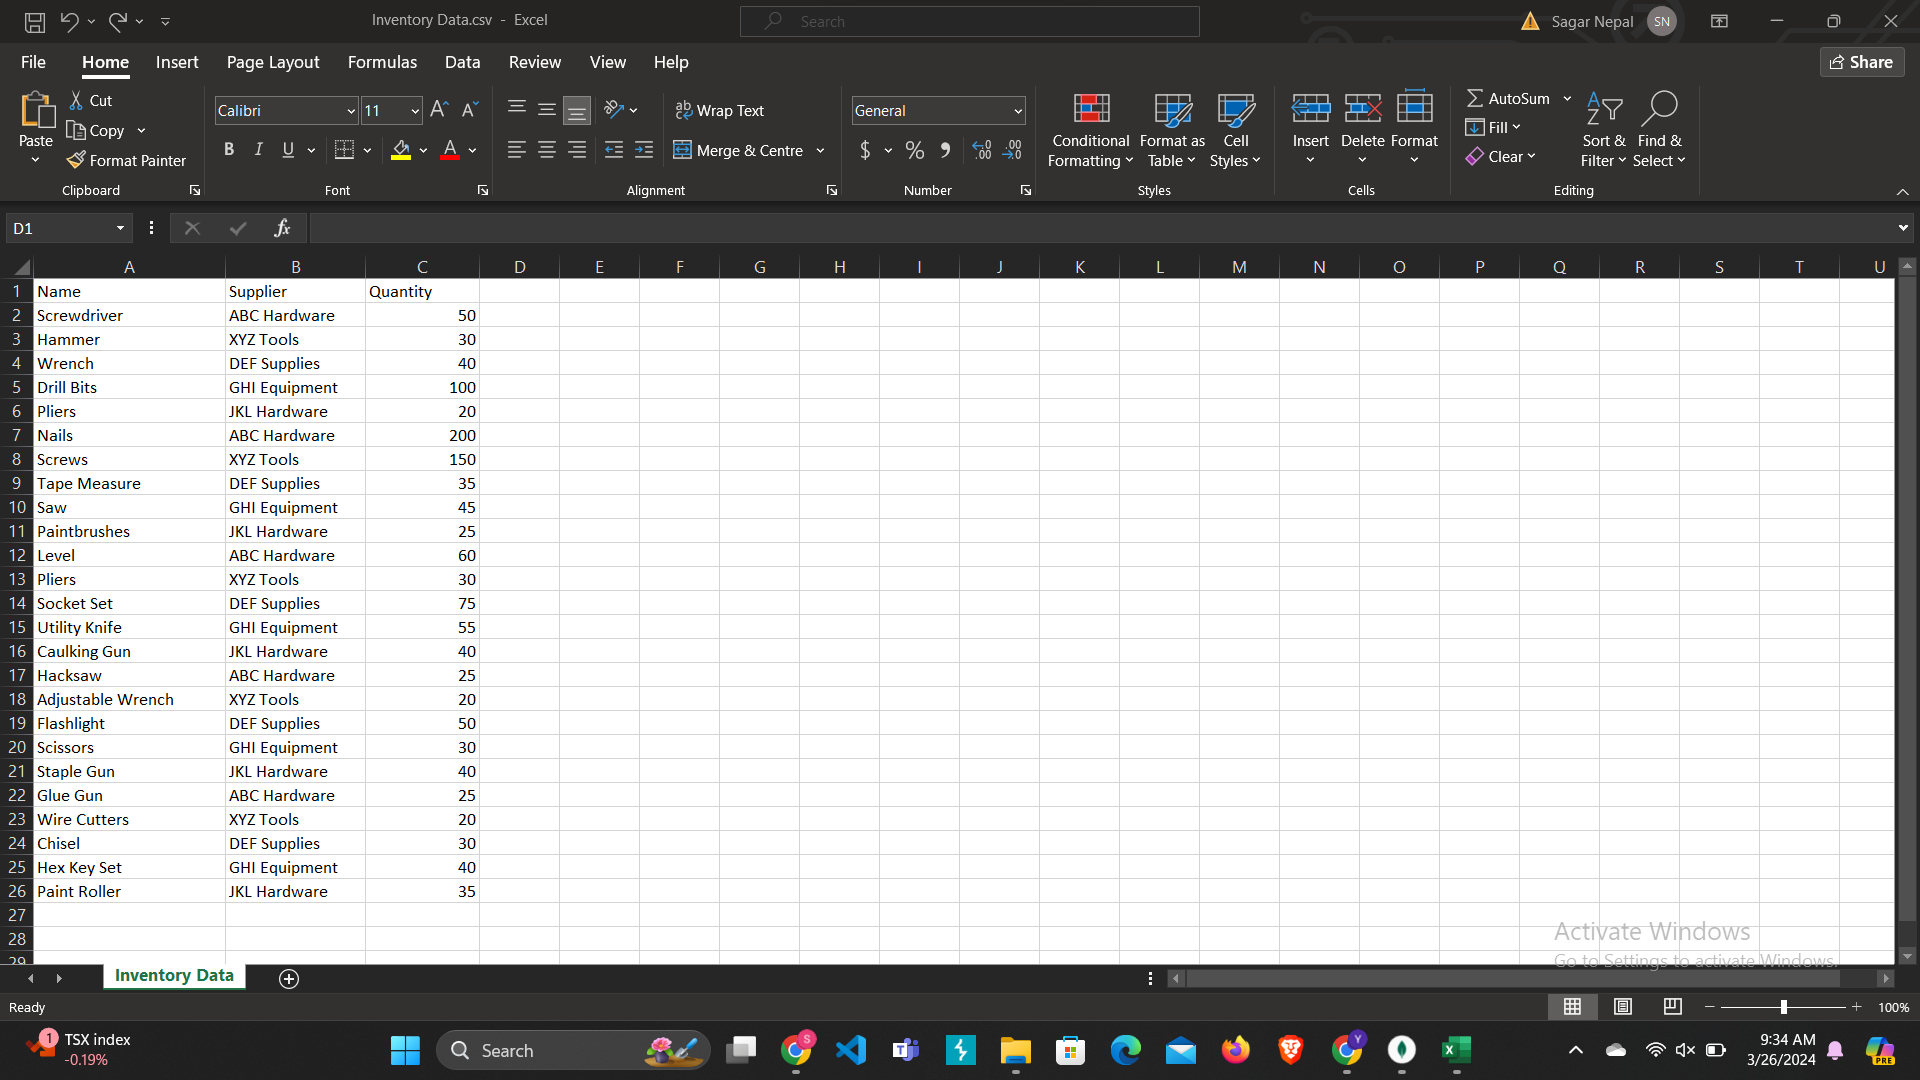 Inventory Data.csv - Excel
Search
Sagar Nepal SN
File Home Insert Page Layout Formulas Data Review View Help
Share
Paste
Cut
Copy
Format Painter
Clipboard
Calibri 11
B I U
Font
Wrap Text
Merge & Centre
Alignment
General
$ % 9
Number
Conditional Formatting
Format as Table
Cell Styles
Styles
Insert Delete Format
Cells
AutoSum
Fill
Clear
Sort & Filter
Find & Select
Editing
D1 fx
A B C D E F G H I J K L M N O P Q R S T U
1 Name Supplier Quantity
2 Screwdriver ABC Hardware 50
3 Hammer XYZ Tools 30
4 Wrench DEF Supplies 40
5 Drill Bits GHI Equipment 100
6 Pliers JKL Hardware 20
7 Nails ABC Hardware 200
8 Screws XYZ Tools 150
9 Tape Measure DEF Supplies 35
10 Saw GHI Equipment 45
11 Paintbrushes JKL Hardware 25
12 Level ABC Hardware 60
13 Pliers XYZ Tools 30
14 Socket Set DEF Supplies 75
15 Utility Knife GHI Equipment 55
16 Caulking Gun JKL Hardware 40
17 Hacksaw ABC Hardware 25
18 Adjustable Wrench XYZ Tools 20
19 Flashlight DEF Supplies 50
20 Scissors GHI Equipment 30
21 Staple Gun JKL Hardware 40
22 Glue Gun ABC Hardware 25
23 Wire Cutters XYZ Tools 20
24 Chisel DEF Supplies 30
25 Hex Key Set GHI Equipment 40
26 Paint Roller JKL Hardware 35
27
28
29
Activate Windows
Go to Settings to activate Windows.
Inventory Data
Ready
100%
1 TSX index
-0.19%
Search
9:34 AM
3/26/2024
PRE